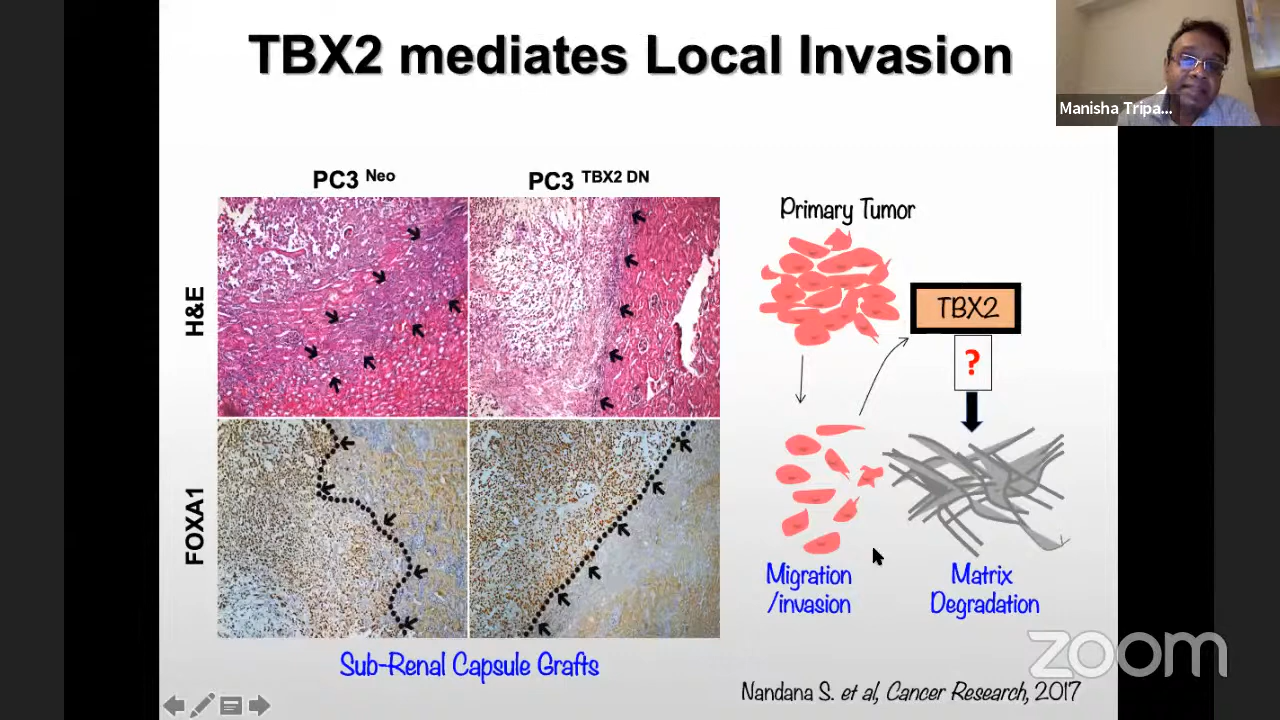 TBX2 mediates Local Invasion
Manisha Tripa...
PC3 Neo
PC3 TBX2 DN
H&E
FOXA1
Sub-Renal Capsule Grafts
Primary Tumor
TBX2
?
Migration
/invasion
Matrix
Degradation
zoom
Nandana S. et al, Cancer Research, 2017